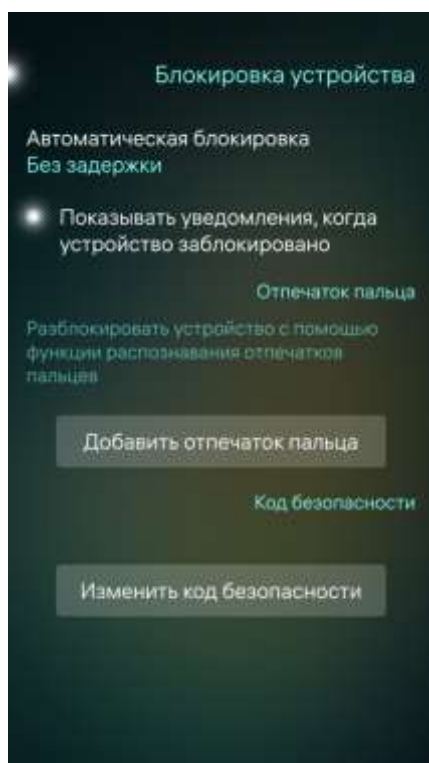 Блокировка устройства
Автоматическая блокировка
Без задержки
Показывать уведомления, когда
устройство заблокировано
Отпечаток пальца
Разблокировать устройство с помощью
функции распознавания отпечатков
пальцев
Добавить отпечаток пальца
Код безопасности
Изменить код безопасности